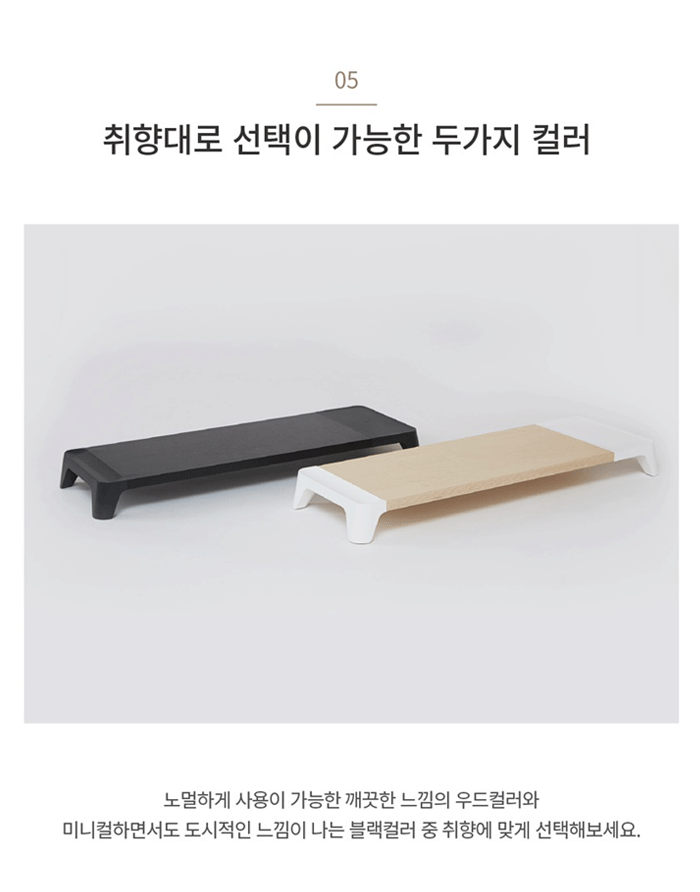 05
취향대로 선택이 가능한 두가지 컬러
노멀하게 사용이 가능한 깨끗한 느낌의 우드컬러와
미니컬하면서도 도시적인 느낌이 나는 블랙컬러 중 취향에 맞게 선택해보세요.